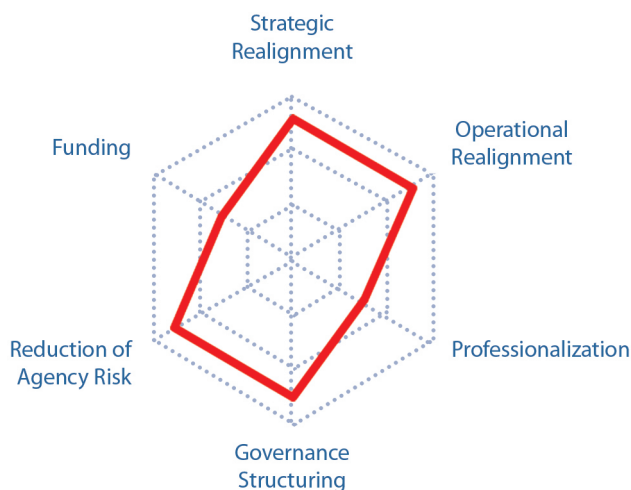 Strategic
Realignment
Operational
Realignment
Funding
Professionalization
Reduction of
Agency Risk
Governance
Structuring